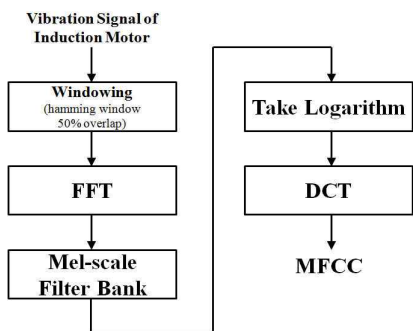 Vibration Signal of
Induction Motor
Windowing
(hamming window
50% overlap)
FFT
Mel-scale
Filter Bank
Take Logarithm
DCT
MFCC